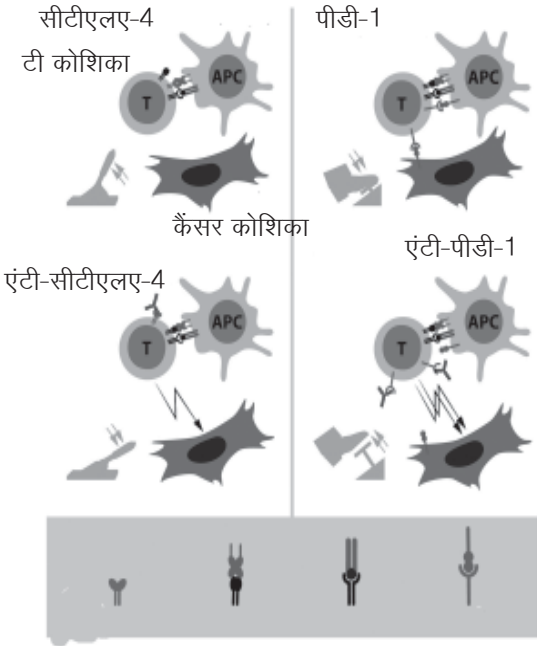 सीटीएलए-4
पीडी-1
टी कोशिका
APC
T
APC
T
कैंसर कोशिका
एंटी-पीडी-1
एंटी-सीटीएलए-4
APC
T
APC
T